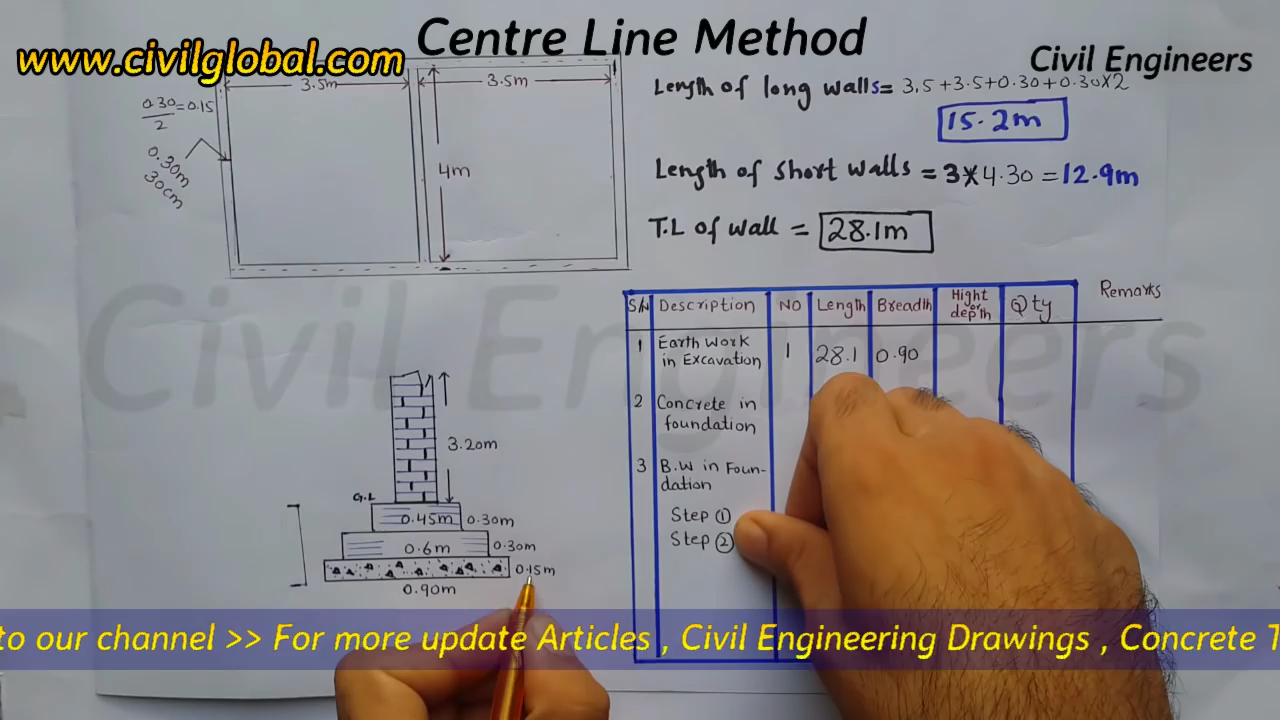 Centre Line Method
www.civilglobal.com
Civil Engineers
3.5m
3.5m
0.30/2 =0.15
0.30m
30cm
4m
Length of long walls= 3.5+3.5+0.30+0.30×2
15.2m
Length of short walls = 3×4.30 = 12.9m
T.L of wall = 28.1m
S/N Description NO Length Breadth Hight or depth Qty Remarks
1 Earth work in Excavation 1 28.1 0.90
2 Concrete in foundation
3 B.W in Foun-
dation
Step 1
Step 2
3.20m
G.L
0.45m 0.30m
0.6m 0.30m
0.15m
0.90m
Civil Engineers
to our channel >> For more update Articles , Civil Engineering Drawings , Concrete T